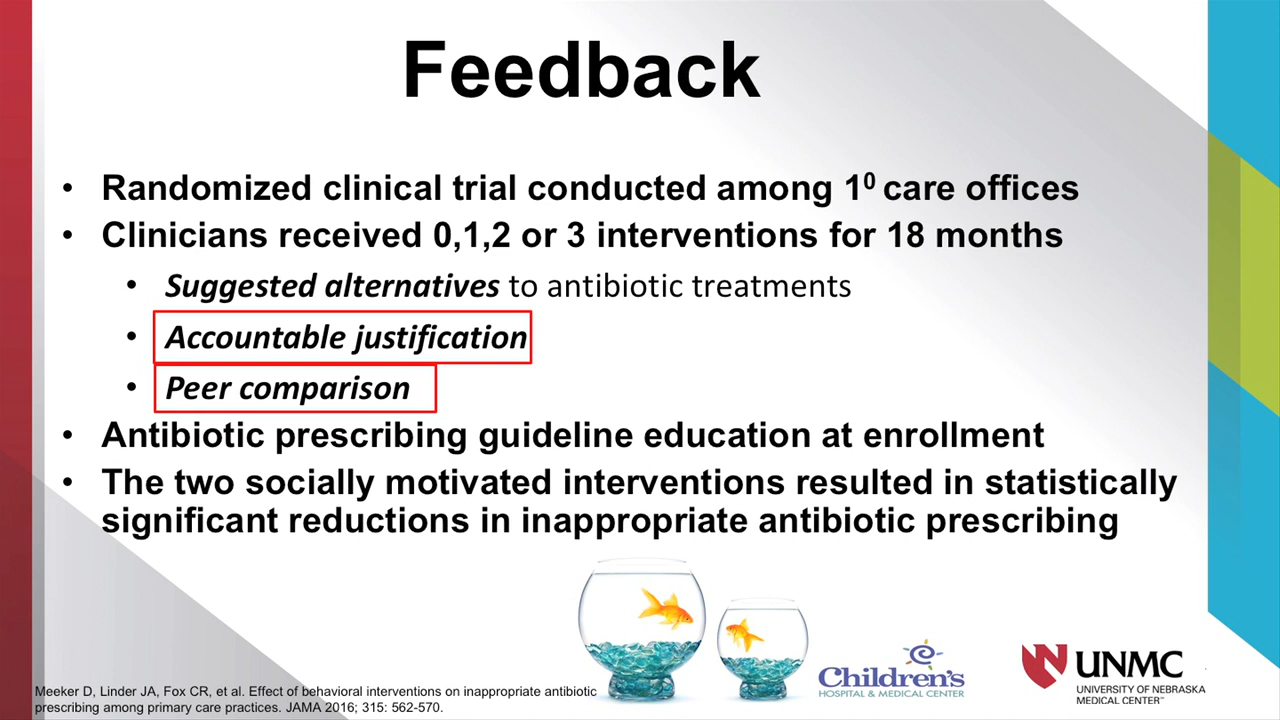 Feedback
• Randomized clinical trial conducted among 1⁰ care offices
• Clinicians received 0,1,2 or 3 interventions for 18 months
• Suggested alternatives to antibiotic treatments
• Accountable justification
• Peer comparison
• Antibiotic prescribing guideline education at enrollment
• The two socially motivated interventions resulted in statistically
significant reductions in inappropriate antibiotic prescribing
Meeker D, Linder JA, Fox CR, et al. Effect of behavioral interventions on inappropriate antibiotic
prescribing among primary care practices. JAMA 2016; 315: 562-570.
Children's
HOSPITAL & MEDICAL CENTER
UNMC
UNIVERSITY OF NEBRASKA
MEDICAL CENTER